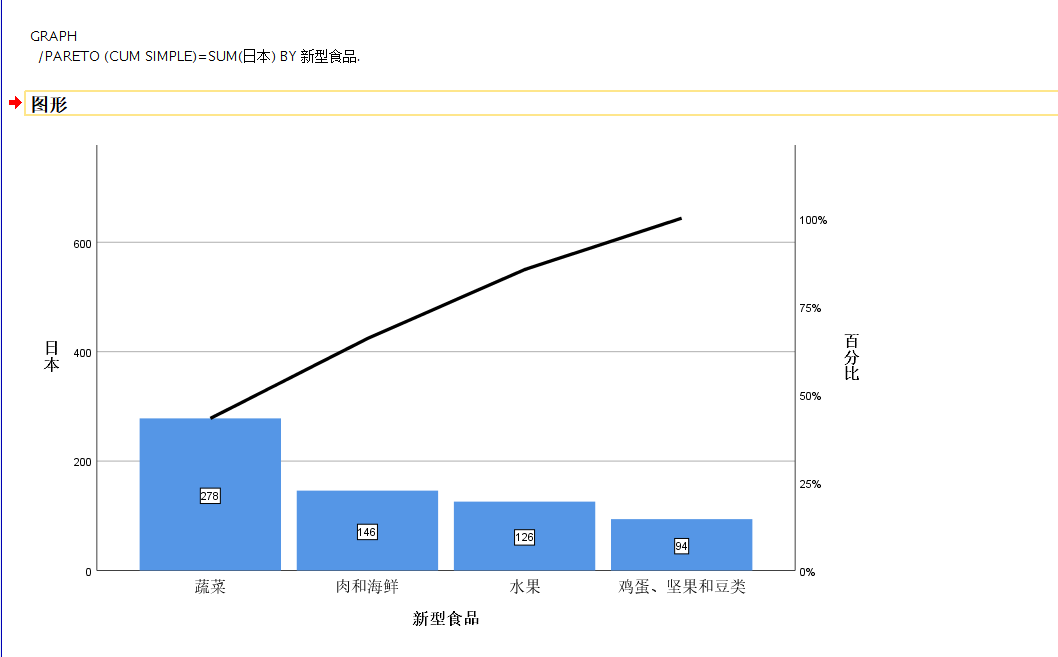 GRAPH
/PARETO (CUM SIMPLE)=SUM(日本) BY 新型食品.
图形
600
400
200
0
日本
278
146
126
94
100%
75%
50%
25%
0%
百分比
蔬菜
肉和海鲜
水果
鸡蛋、坚果和豆类
新型食品